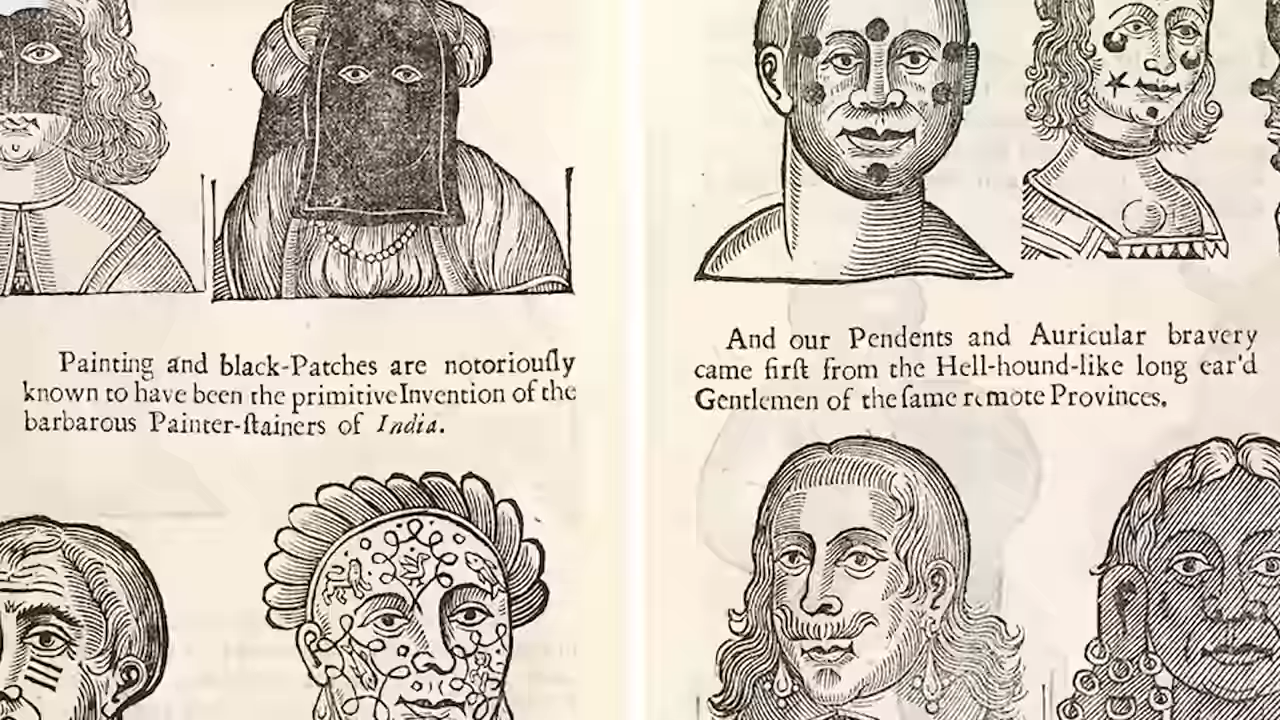 Painting and black-Patches are notoriouſly
known to have been the primitive Invention of the
barbarous Painter-ſtainers of India.
And our Pendents and Auricular bravery
came firſt from the Hell-hound-like long ear'd
Gentlemen of the ſame remote Provinces.